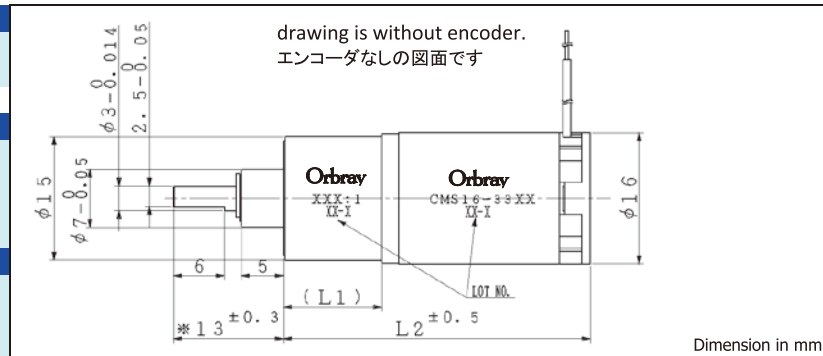 drawing is without encoder.
エンコーダなしの図面です
φ3-0.014 0
2.5-0.05 0
φ15
φ7-0.05 0
Orbray
XXX:1
XX-X
Orbray
CMS16-33XX
XX-X
φ16
6
5
LOT NO.
(L1)
※13 ±0.3
L2 ±0.5
Dimension in mm